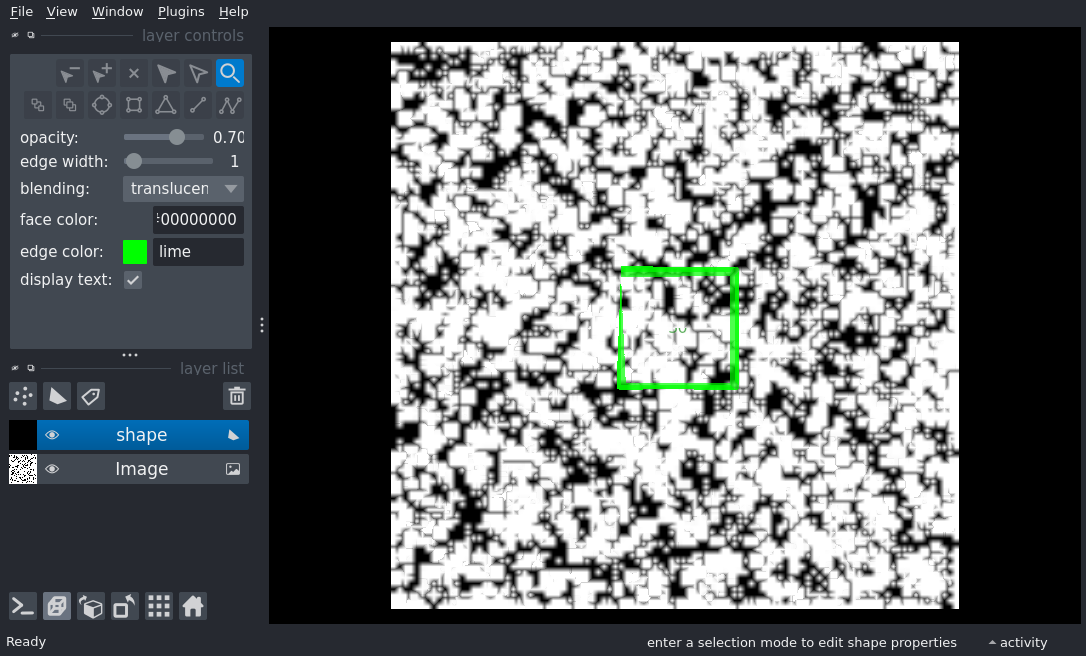 File View Window Plugins Help
layer controls
opacity: 0.70
edge width: 1
blending: translucen
face color: 00000000
edge color: lime
display text:
layer list
shape
Image
Ready
enter a selection mode to edit shape properties
activity